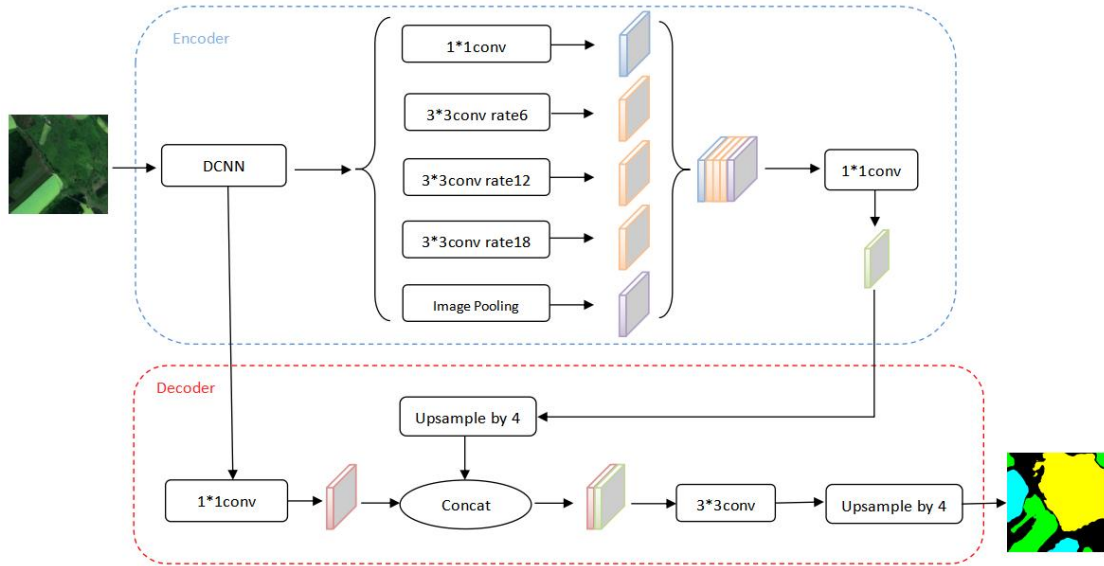 Encoder
1*1conv
3*3conv rate6
DCNN
3*3conv rate12
1*1conv
3*3conv rate18
Image Pooling
Decoder
Upsample by 4
1*1conv
Concat
3*3conv
Upsample by 4